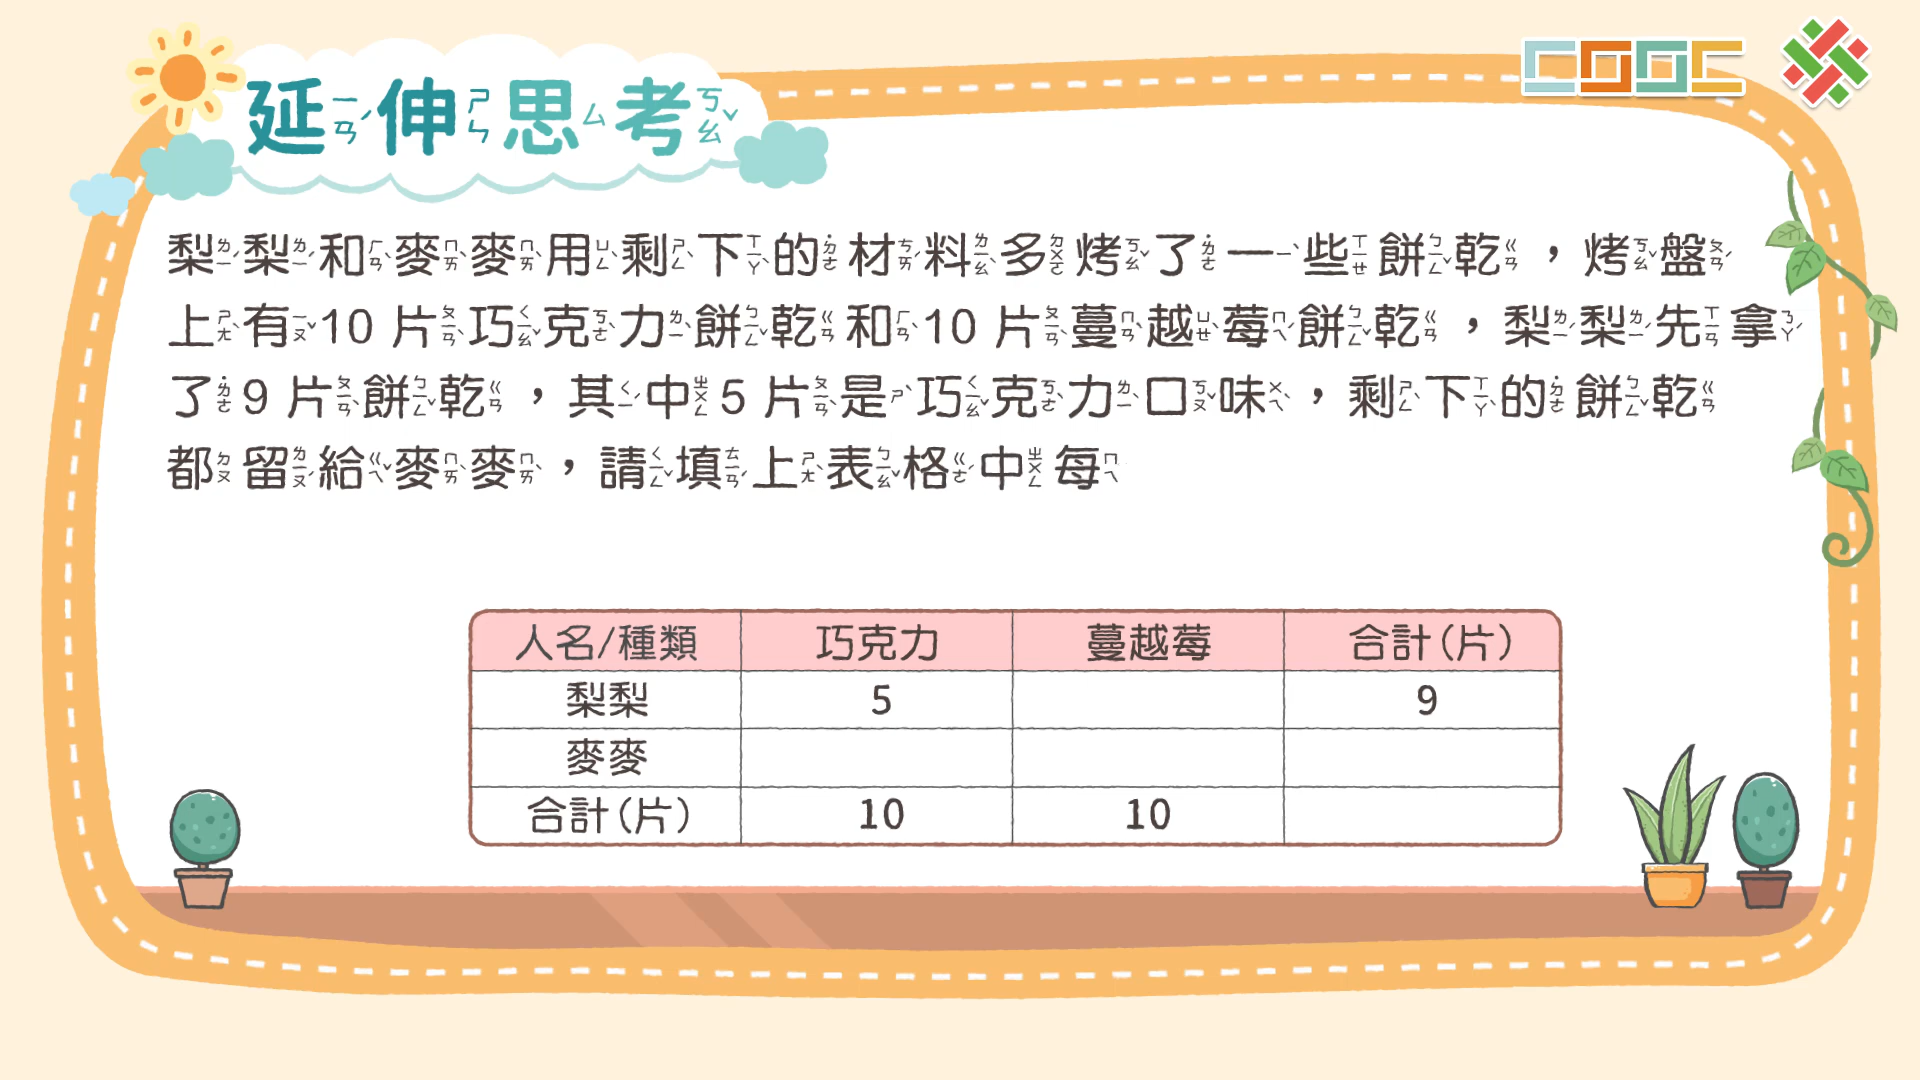 延伸思考
梨梨和麥麥用剩下的材料多烤了一些餅乾，烤盤
上有10片巧克力餅乾和10片蔓越莓餅乾，梨梨先拿
了9片餅乾，其中5片是巧克力口味，剩下的餅乾
都留給麥麥，請填上表格中每
人名/種類 巧克力 蔓越莓 合計(片)
梨梨 5 9
麥麥
合計(片) 10 10